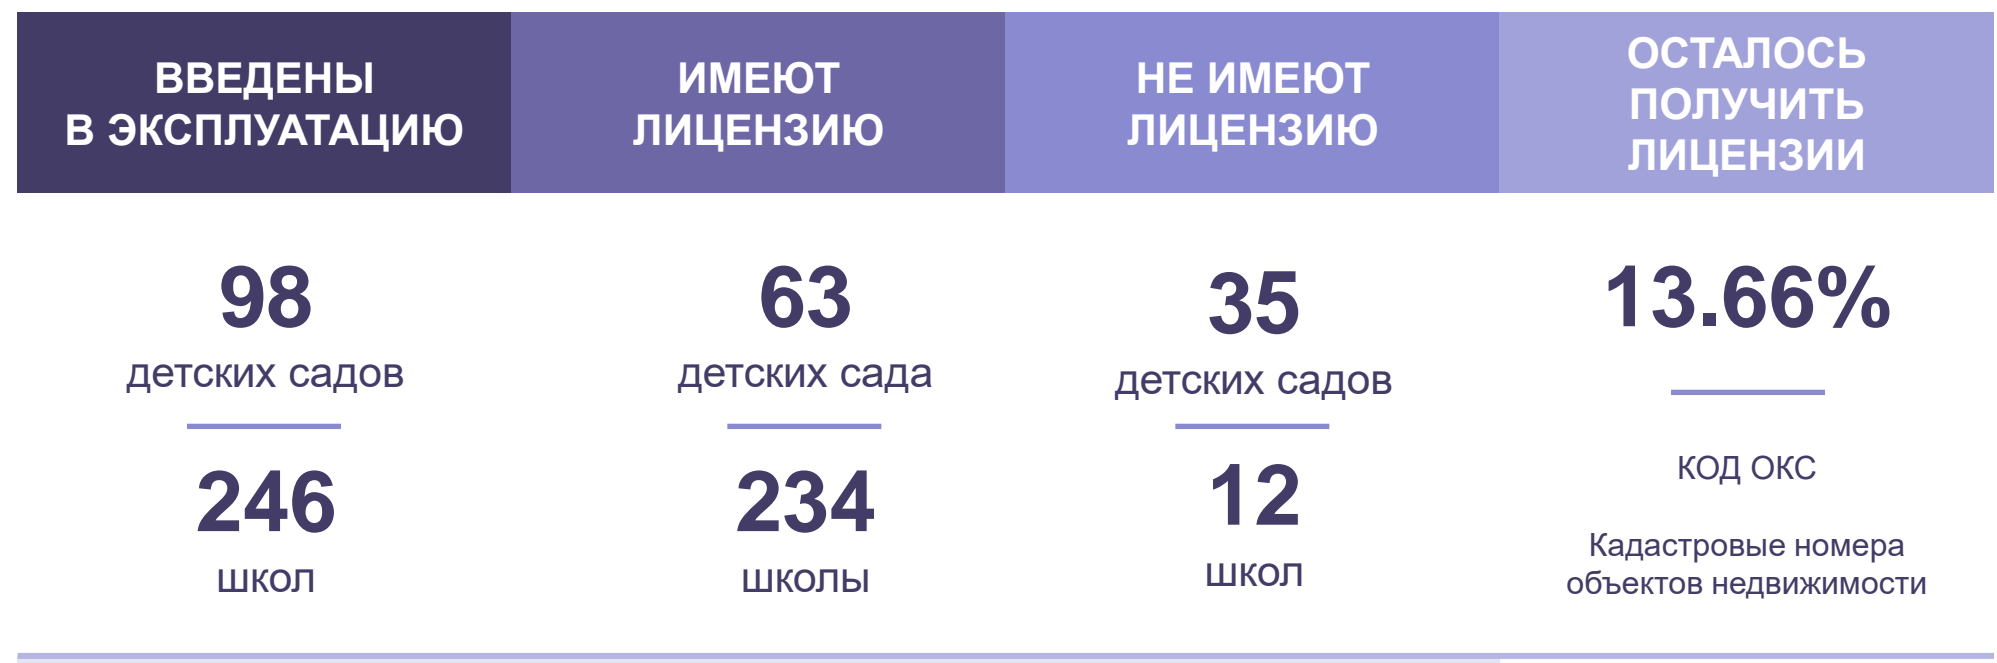 ВВЕДЕНЫ
В ЭКСПЛУАТАЦИЮ
ИМЕЮТ
ЛИЦЕНЗИЮ
НЕ ИМЕЮТ
ЛИЦЕНЗИЮ
ОСТАЛОСЬ
ПОЛУЧИТЬ
ЛИЦЕНЗИИ
98
детских садов
246
школ
63
детских сада
234
школы
35
детских садов
12
школ
13.66%
КОД ОКС
Кадастровые номера
объектов недвижимости